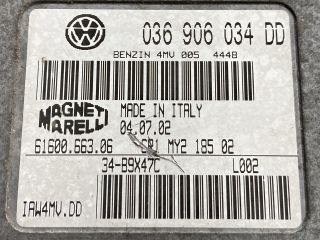 036 906 034 DD
BENZIN 4MV 005 4448
MAGNETI MARELLI
MADE IN ITALY
04.07.02
61600.663.06 MY2 185 02
34-B9X47C L002
IAW4MV.DD